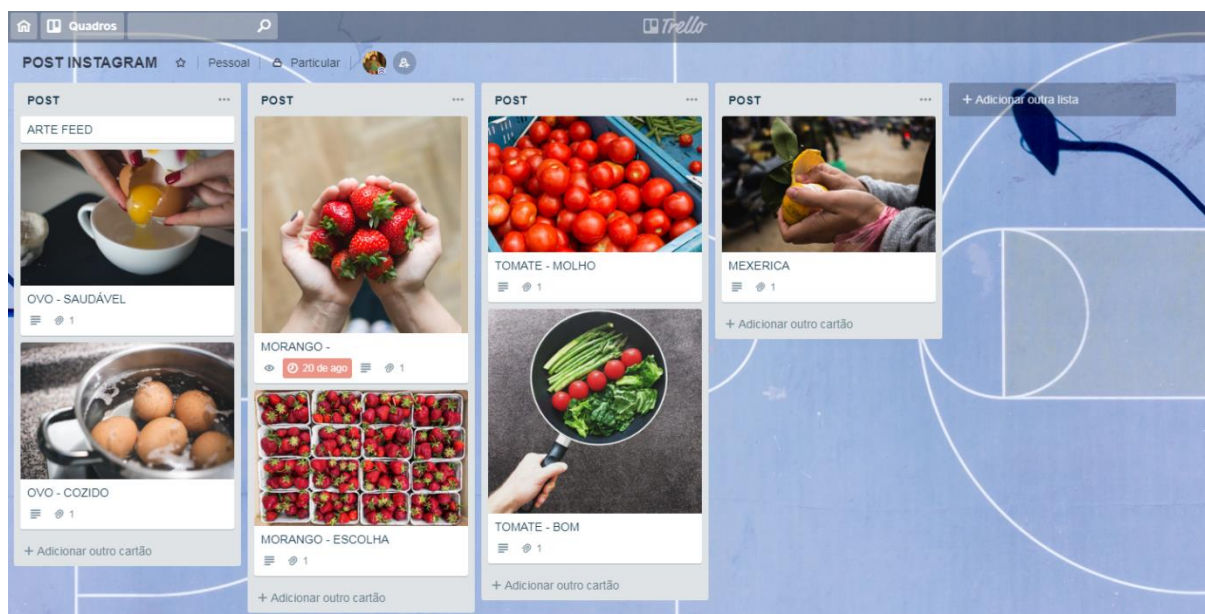 Quadros
Trello
POST INSTAGRAM
Pessoal
Particular
POST
ARTE FEED
OVO - SAUDÁVEL
1
OVO - COZIDO
1
+ Adicionar outro cartão
POST
MORANGO -
20 de ago
1
MORANGO - ESCOLHA
1
+ Adicionar outro cartão
POST
TOMATE - MOLHO
1
TOMATE - BOM
1
+ Adicionar outro cartão
POST
MEXERICA
1
+ Adicionar outro cartão
+ Adicionar outra lista